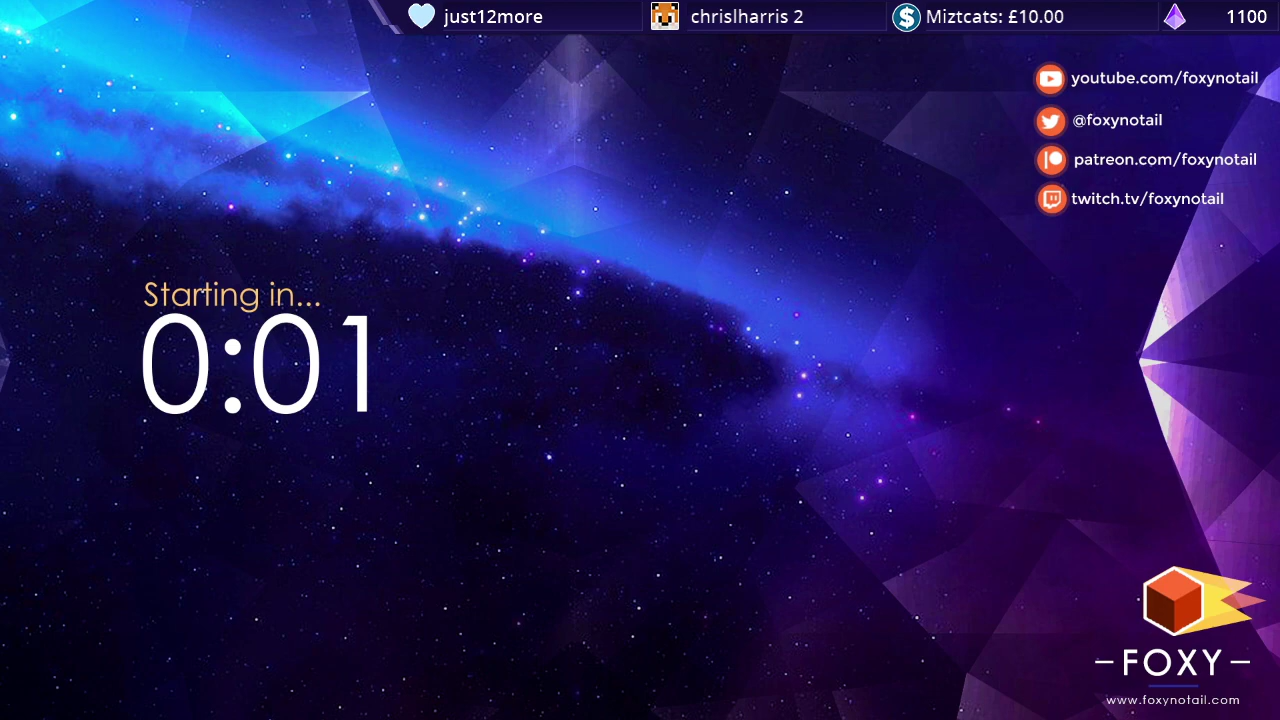 just12more
chrislharris 2
Miztcats: £10.00
1100
youtube.com/foxynotail
@foxynotail
patreon.com/foxynotail
twitch.tv/foxynotail
Starting in...
0:01
FOXY
www.foxynotail.com